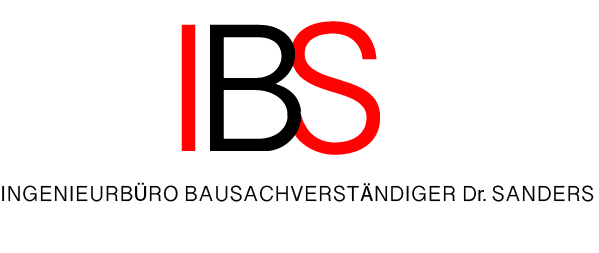 IBS
INGENIEURBÜRO BAUSACHVERSTÄNDIGER Dr. SANDERS